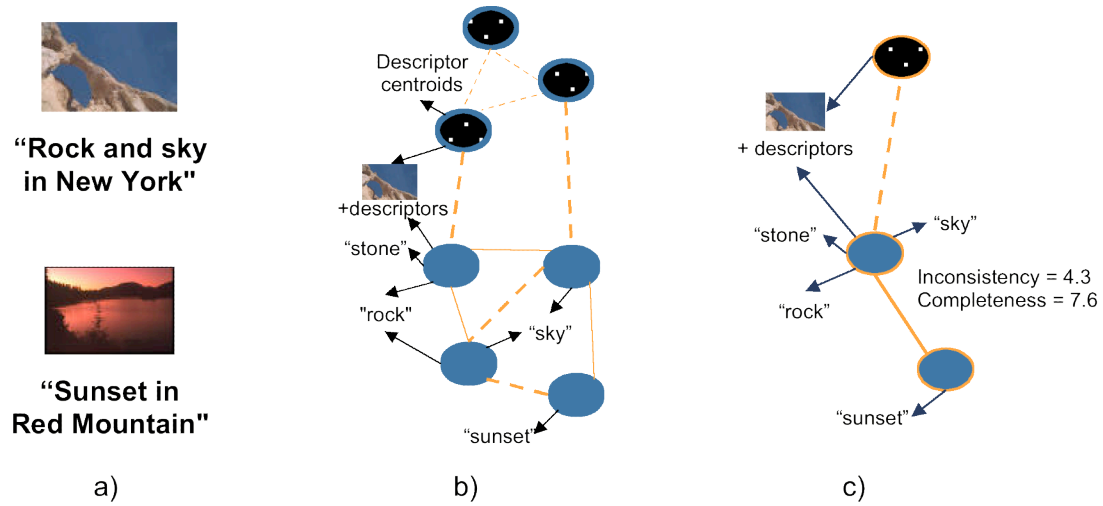 “Rock and sky
in New York"
“Sunset in
Red Mountain"
a)
Descriptor
centroids
+descriptors
“stone”
"rock"
“sky”
“sunset”
b)
+ descriptors
“stone”
“sky”
“rock”
Inconsistency = 4.3
Completeness = 7.6
“sunset”
c)